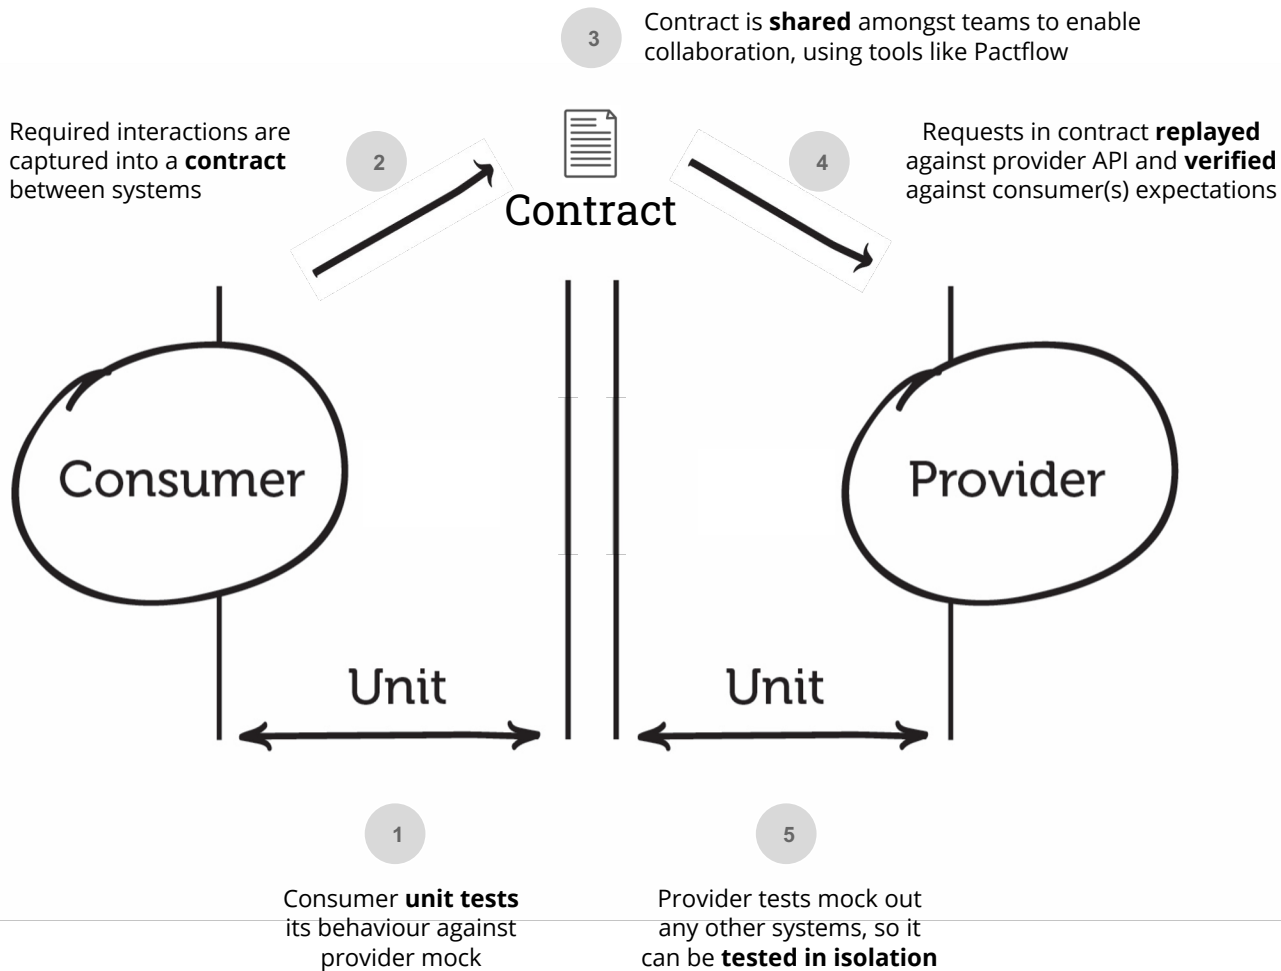 3
Contract is shared amongst teams to enable
collaboration, using tools like Pactflow
Required interactions are
captured into a contract
between systems
2
Contract
4
Requests in contract replayed
against provider API and verified
against consumer(s) expectations
Consumer
Provider
Unit
Unit
1
Consumer unit tests
its behaviour against
provider mock
5
Provider tests mock out
any other systems, so it
can be tested in isolation